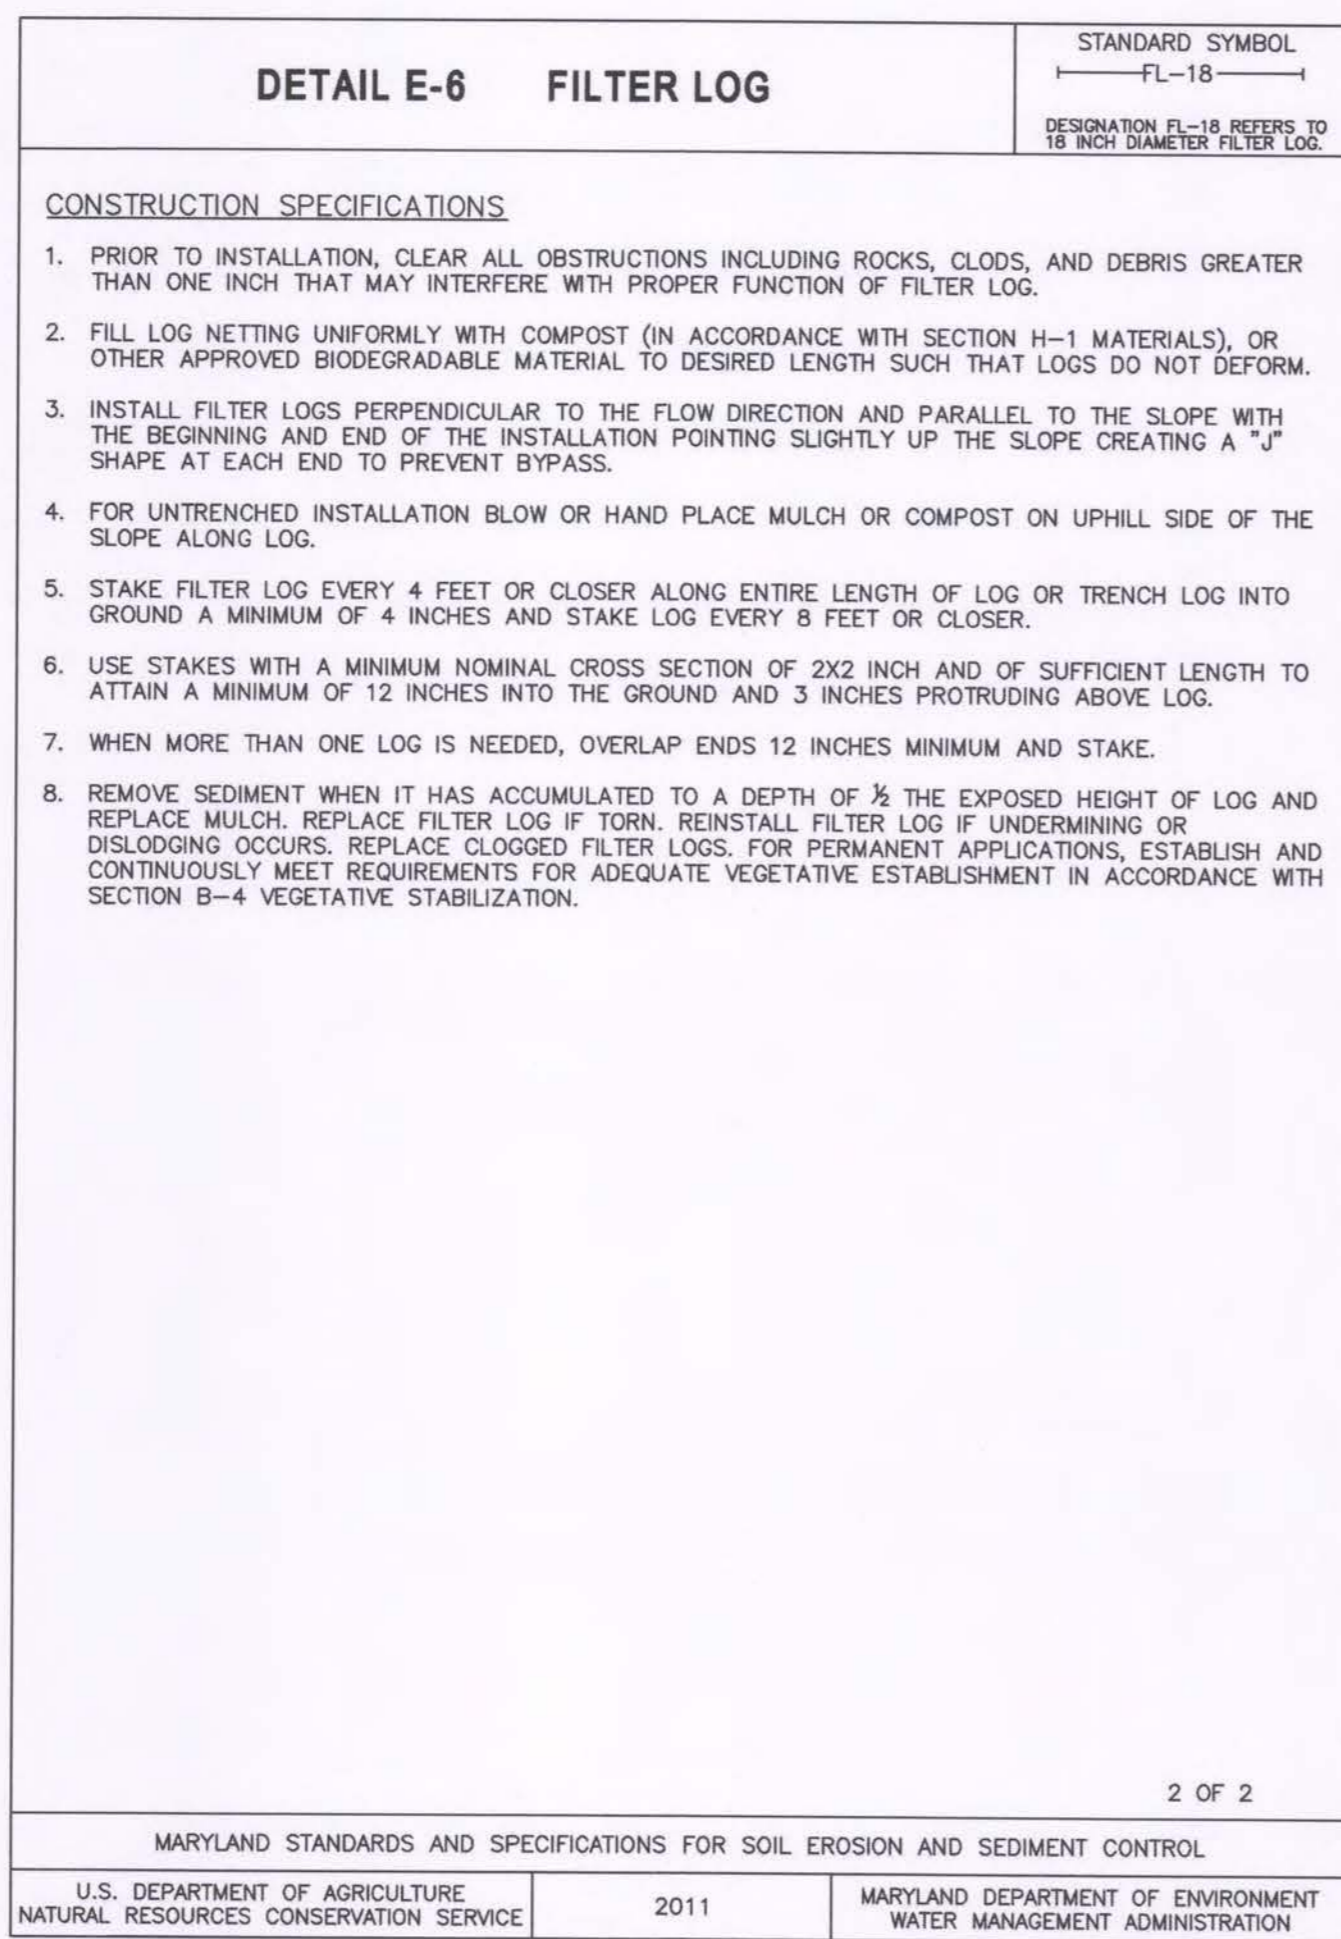 DETAIL E-6 FILTER LOG
STANDARD SYMBOL
FL-18
DESIGNATION FL-18 REFERS TO
18 INCH DIAMETER FILTER LOG.
CONSTRUCTION SPECIFICATIONS
1. PRIOR TO INSTALLATION, CLEAR ALL OBSTRUCTIONS INCLUDING ROCKS, CLODS, AND DEBRIS GREATER
THAN ONE INCH THAT MAY INTERFERE WITH PROPER FUNCTION OF FILTER LOG.
2. FILL LOG NETTING UNIFORMLY WITH COMPOST (IN ACCORDANCE WITH SECTION H-1 MATERIALS), OR
OTHER APPROVED BIODEGRADABLE MATERIAL TO DESIRED LENGTH SUCH THAT LOGS DO NOT DEFORM.
3. INSTALL FILTER LOGS PERPENDICULAR TO THE FLOW DIRECTION AND PARALLEL TO THE SLOPE WITH
THE BEGINNING AND END OF THE INSTALLATION POINTING SLIGHTLY UP THE SLOPE CREATING A "J"
SHAPE AT EACH END TO PREVENT BYPASS.
4. FOR UNTRENCHED INSTALLATION BLOW OR HAND PLACE MULCH OR COMPOST ON UPHILL SIDE OF THE
SLOPE ALONG LOG.
5. STAKE FILTER LOG EVERY 4 FEET OR CLOSER ALONG ENTIRE LENGTH OF LOG OR TRENCH LOG INTO
GROUND A MINIMUM OF 4 INCHES AND STAKE LOG EVERY 8 FEET OR CLOSER.
6. USE STAKES WITH A MINIMUM NOMINAL CROSS SECTION OF 2X2 INCH AND OF SUFFICIENT LENGTH TO
ATTAIN A MINIMUM OF 12 INCHES INTO THE GROUND AND 3 INCHES PROTRUDING ABOVE LOG.
7. WHEN MORE THAN ONE LOG IS NEEDED, OVERLAP ENDS 12 INCHES MINIMUM AND STAKE.
8. REMOVE SEDIMENT WHEN IT HAS ACCUMULATED TO A DEPTH OF ½ THE EXPOSED HEIGHT OF LOG AND
REPLACE MULCH. REPLACE FILTER LOG IF TORN. REINSTALL FILTER LOG IF UNDERMINING OR
DISLODGING OCCURS. REPLACE CLOGGED FILTER LOGS. FOR PERMANENT APPLICATIONS, ESTABLISH AND
CONTINUOUSLY MEET REQUIREMENTS FOR ADEQUATE VEGETATIVE ESTABLISHMENT IN ACCORDANCE WITH
SECTION B-4 VEGETATIVE STABILIZATION.
2 OF 2
MARYLAND STANDARDS AND SPECIFICATIONS FOR SOIL EROSION AND SEDIMENT CONTROL
U.S. DEPARTMENT OF AGRICULTURE
NATURAL RESOURCES CONSERVATION SERVICE
2011
MARYLAND DEPARTMENT OF ENVIRONMENT
WATER MANAGEMENT ADMINISTRATION